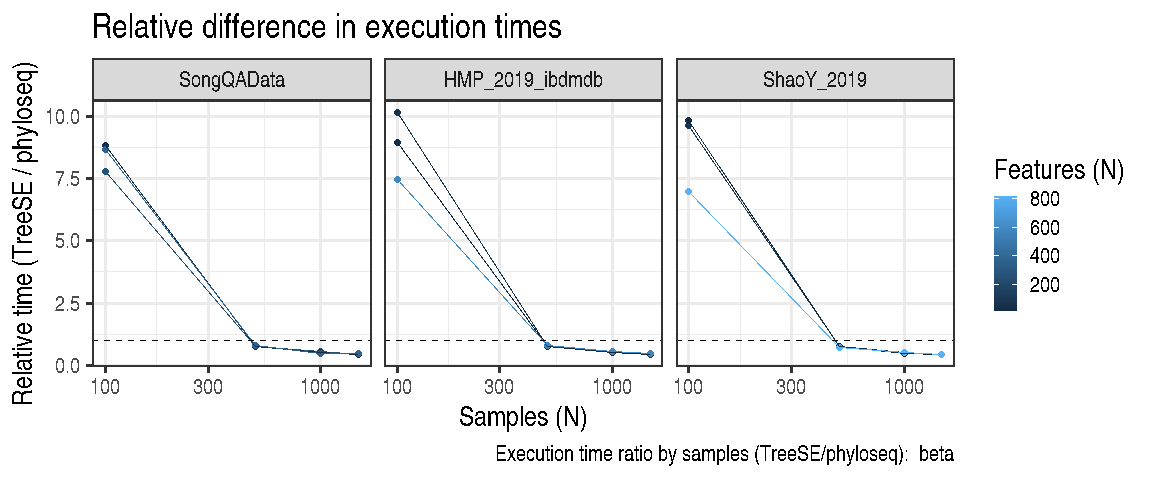 Relative difference in execution times
SongQAData
HMP_2019_ibdmdb
ShaoY_2019
Relative time (TreeSE / phyloseq)
10.0
7.5
5.0
2.5
0.0
100 300 1000
100 300 1000
100 300 1000
Samples (N)
Features (N)
800
600
400
200
Execution time ratio by samples (TreeSE/phyloseq): beta